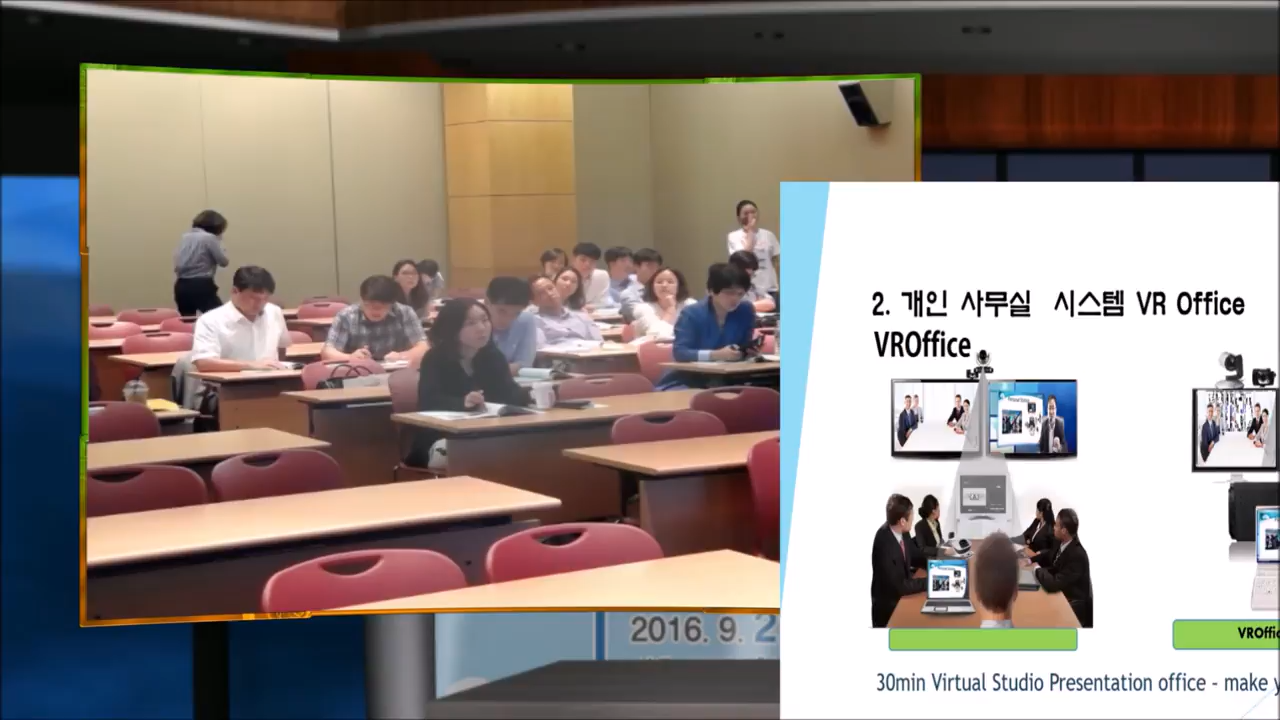 2. 개인 사무실 시스템 VR Office
VROffice
VROffic
30min Virtual Studio Presentation office - make y
2016. 9. 2